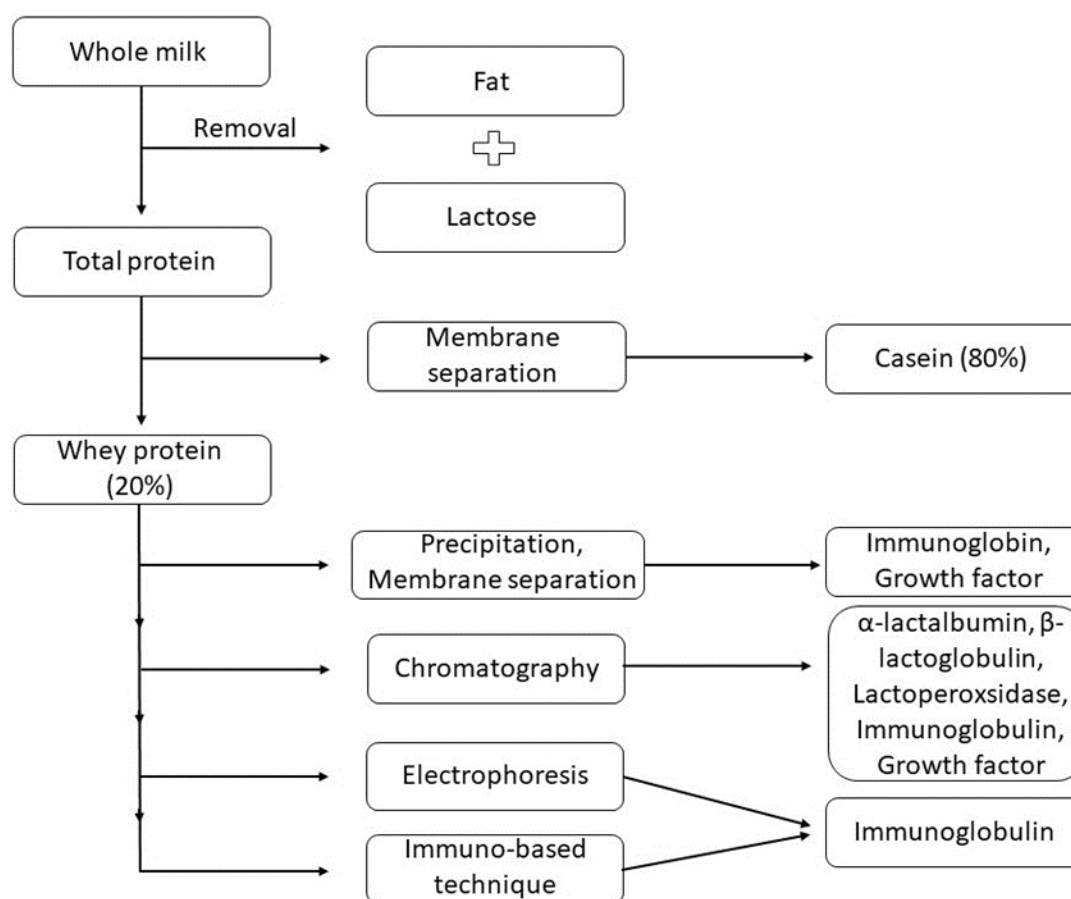 Whole milk
Fat
Removal
Lactose
Total protein
Membrane
separation
Casein (80%)
Whey protein
(20%)
Precipitation,
Membrane separation
Immunoglobin,
Growth factor
Chromatography
α-lactalbumin, β-
lactoglobulin,
Lactoperoxsidase,
Immunoglobulin,
Growth factor
Electrophoresis
Immuno-based
technique
Immunoglobulin